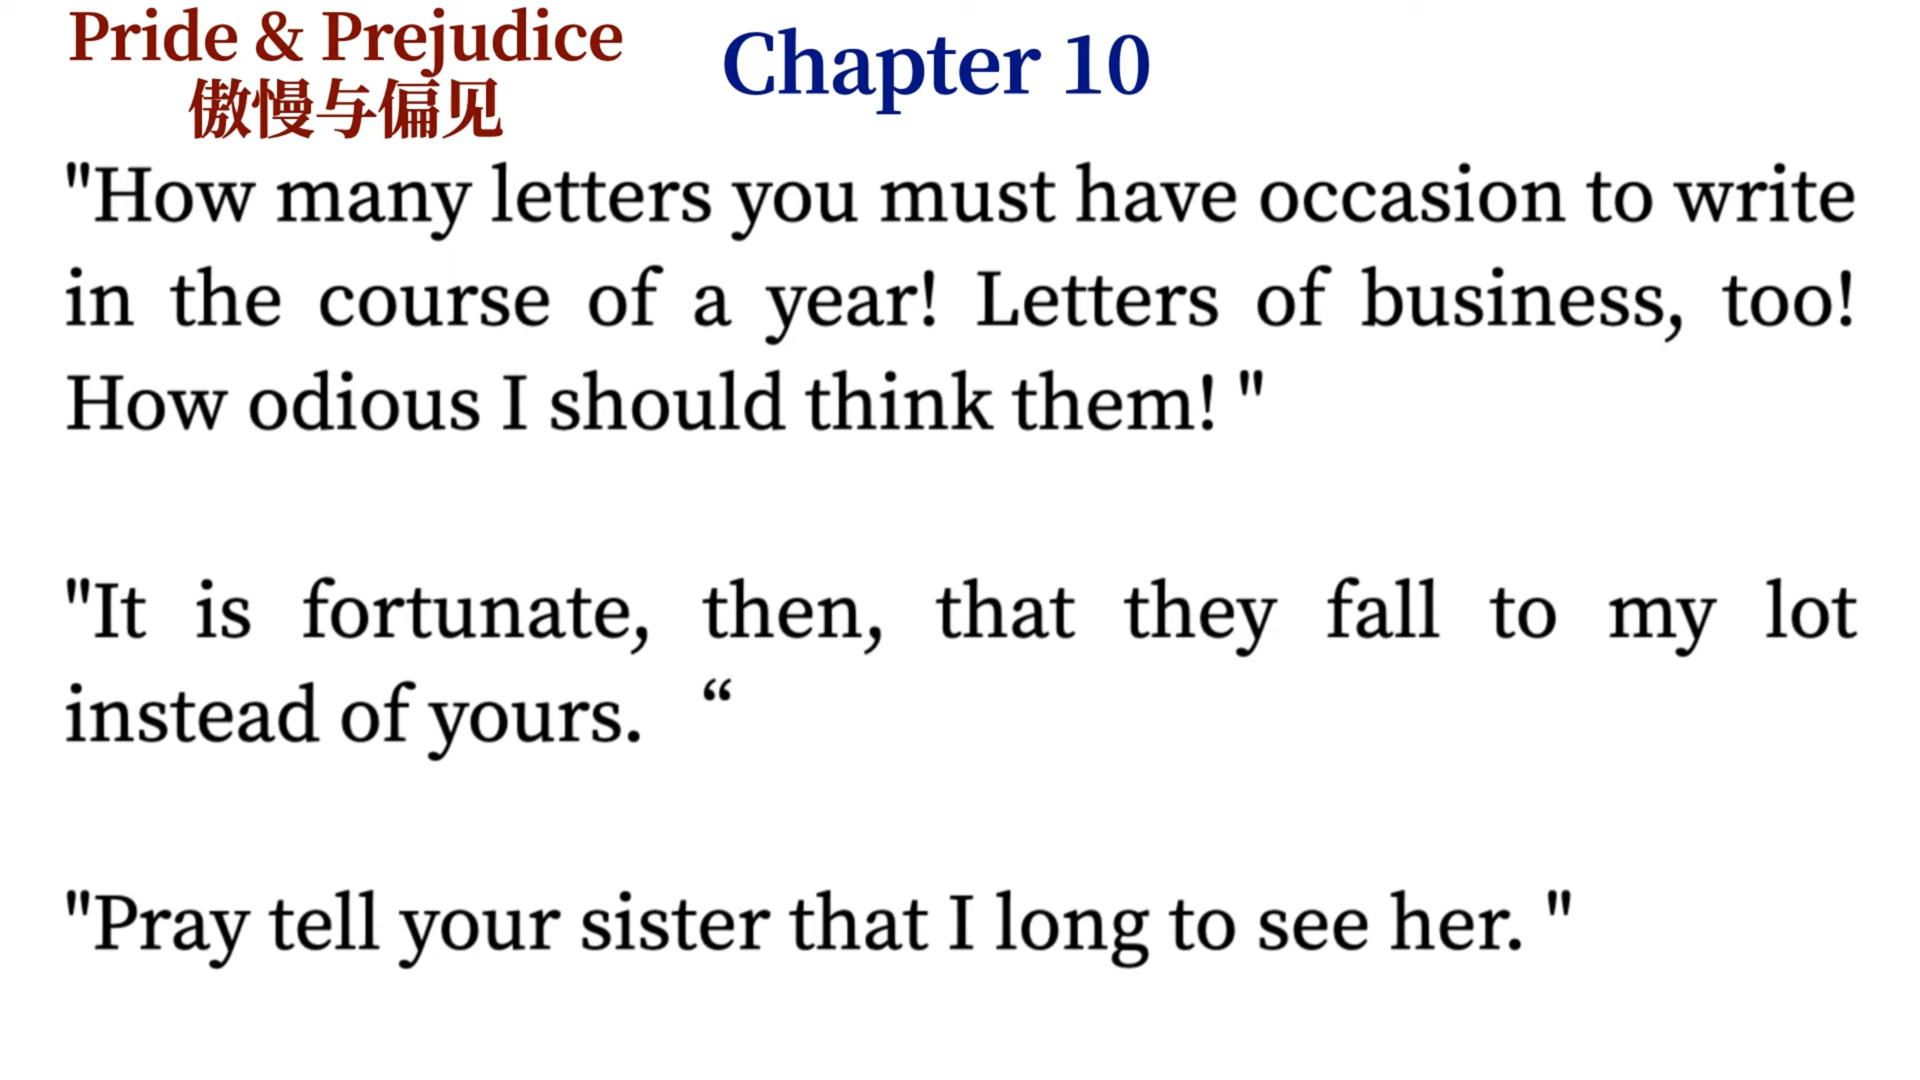 Pride & Prejudice
傲慢与偏见
Chapter 10
"How many letters you must have occasion to write
in the course of a year! Letters of business, too!
How odious I should think them! "
"It is fortunate, then, that they fall to my lot
instead of yours. “
"Pray tell your sister that I long to see her. "